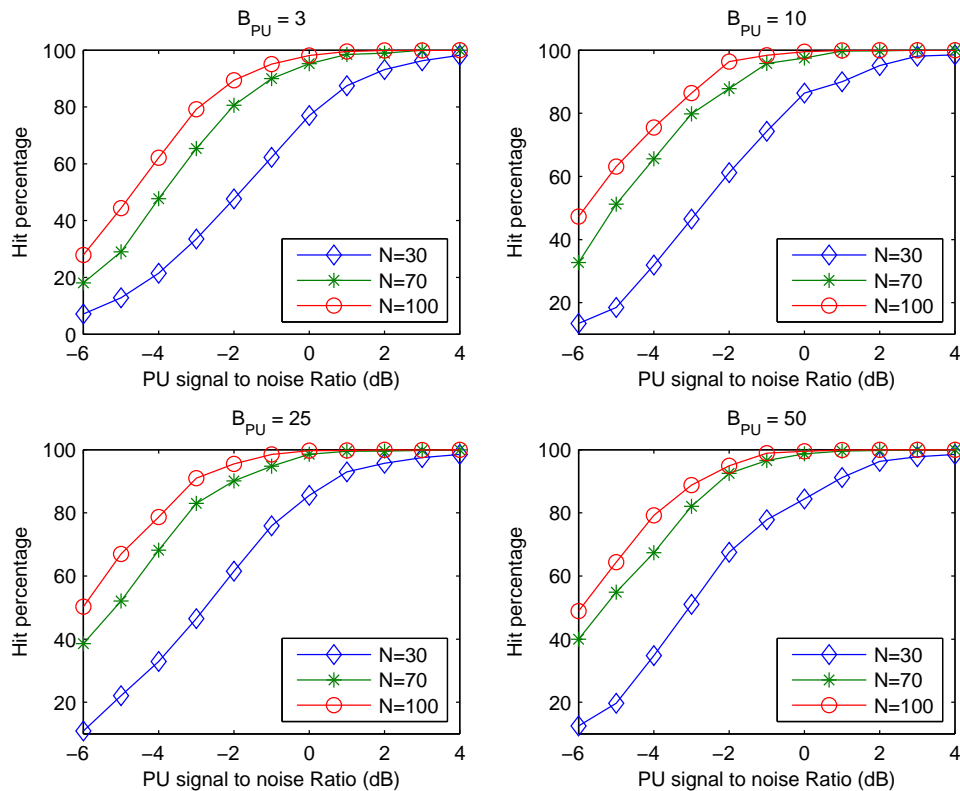 B_PU = 3
100
80
60
40
20
0
Hit percentage
N=30
N=70
N=100
−6 −4 −2 0 2 4
PU signal to noise Ratio (dB)
B_PU = 10
100
80
60
40
20
Hit percentage
N=30
N=70
N=100
−6 −4 −2 0 2 4
PU signal to noise Ratio (dB)
B_PU = 25
100
80
60
40
20
Hit percentage
N=30
N=70
N=100
−6 −4 −2 0 2 4
PU signal to noise Ratio (dB)
B_PU = 50
100
80
60
40
20
Hit percentage
N=30
N=70
N=100
−6 −4 −2 0 2 4
PU signal to noise Ratio (dB)